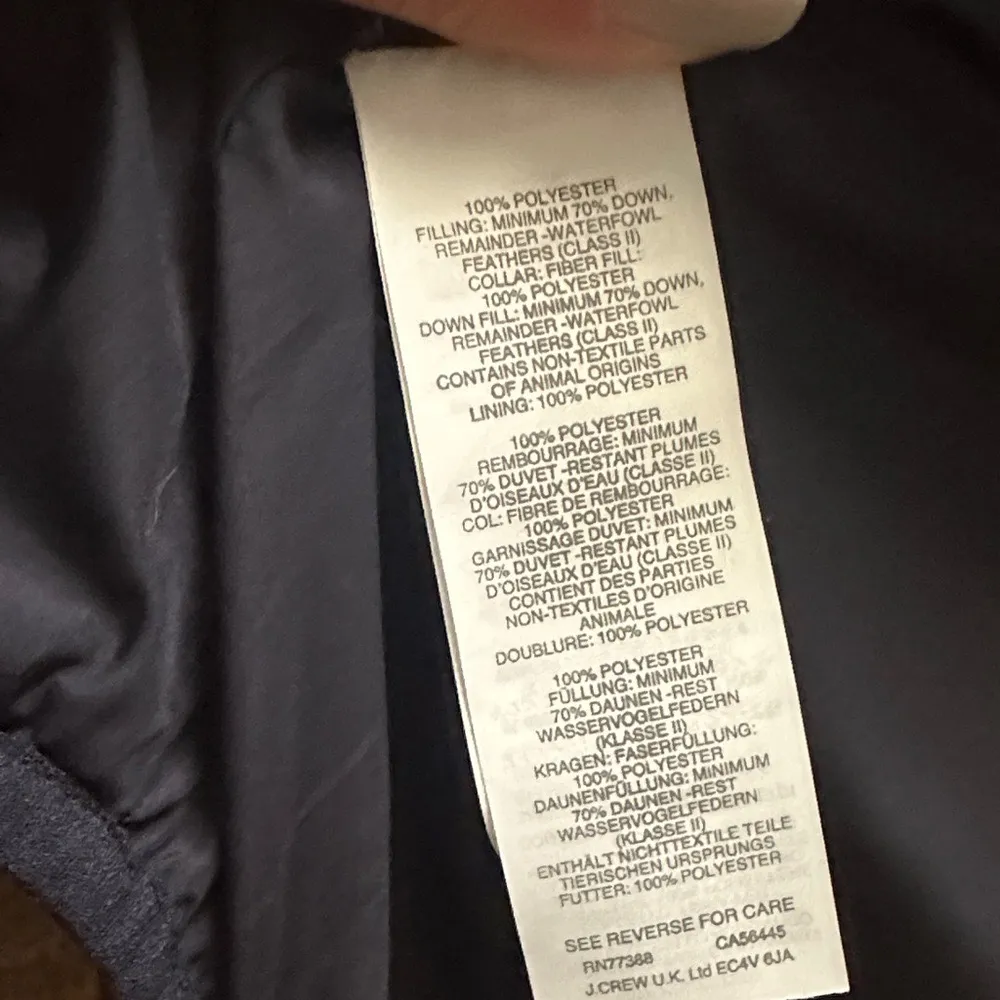 100% POLYESTER
FILLING: MINIMUM 70% DOWN,
REMAINDER -WATERFOWL
FEATHERS (CLASS II)
COLLAR: FIBER FILL:
100% POLYESTER
DOWN FILL: MINIMUM 70% DOWN,
REMAINDER -WATERFOWL
FEATHERS (CLASS II)
CONTAINS NON-TEXTILE PARTS
OF ANIMAL ORIGINS
LINING: 100% POLYESTER
100% POLYESTER
REMBOURRAGE: MINIMUM
70% DUVET -RESTANT PLUMES
D'OISEAUX D'EAU (CLASSE II)
COL: FIBRE DE REMBOURRAGE:
100% POLYESTER
GARNISSAGE DUVET: MINIMUM
70% DUVET -RESTANT PLUMES
D'OISEAUX D'EAU (CLASSE II)
CONTIENT DES PARTIES
NON-TEXTILES D'ORIGINE
ANIMALE
DOUBLURE: 100% POLYESTER
100% POLYESTER
FÜLLUNG: MINIMUM
70% DAUNEN -REST
WASSERVOGELFEDERN
(KLASSE II)
KRAGEN: FASERFÜLLUNG:
100% POLYESTER
DAUNENFÜLLUNG: MINIMUM
70% DAUNEN -REST
WASSERVOGELFEDERN
(KLASSE II)
ENTHÄLT NICHTTEXTILE TEILE
TIERISCHEN URSPRUNGS
FUTTER: 100% POLYESTER
SEE REVERSE FOR CARE
RN77388 CA56445
J.CREW U.K. Ltd EC4V 6JA